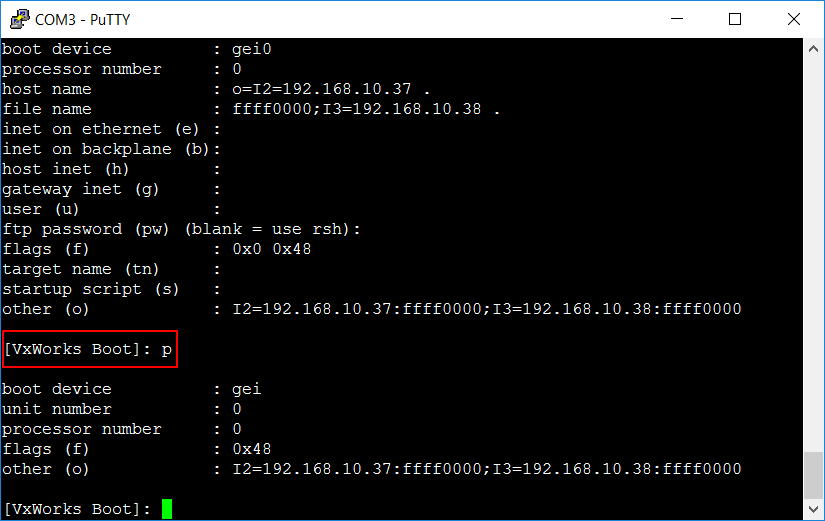 COM3 - PuTTY
boot device          : gei0
processor number     : 0
host name            : o=I2=192.168.10.37 .
file name            : ffff0000;I3=192.168.10.38 .
inet on ethernet (e) :
inet on backplane (b):
host inet (h)        :
gateway inet (g)     :
user (u)             :
ftp password (pw) (blank = use rsh):
flags (f)            : 0x0 0x48
target name (tn)     :
startup script (s)   :
other (o)            : I2=192.168.10.37:ffff0000;I3=192.168.10.38:ffff0000
[VxWorks Boot]: p
boot device          : gei
unit number          : 0
processor number     : 0
flags (f)            : 0x48
other (o)            : I2=192.168.10.37:ffff0000;I3=192.168.10.38:ffff0000
[VxWorks Boot]: